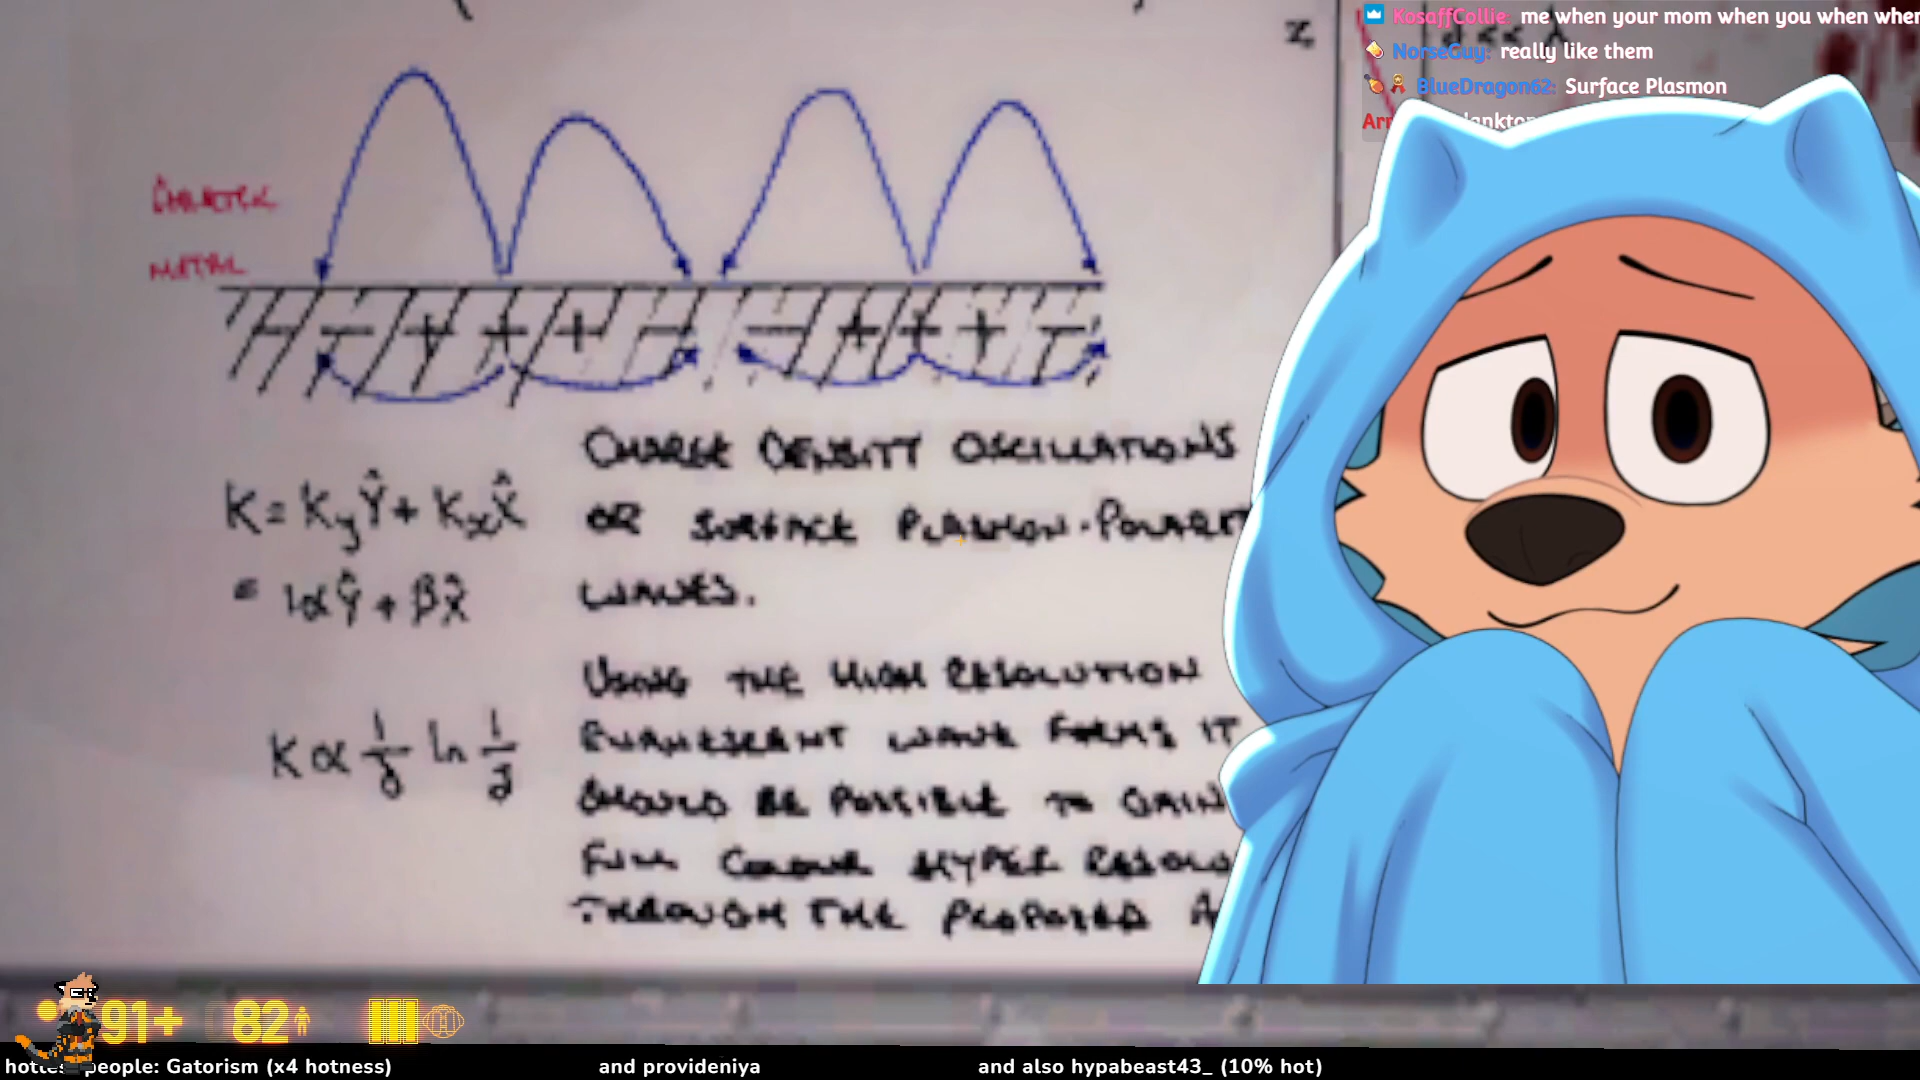 KosaffCollie: me when your mom when you when when
NorseGuy: really like them
BlueDragon62: Surface Plasmon
z
METAL
- + + + - - + + + -
CHARGE DENSITY OSCILLATIONS
OR SURFACE PLASMON-POLARIT
WAVES.
K = KyŶ + KxX̂
= iαŶ + βX̂
USING THE HIGH RESOLUTION
EVANESCENT WAVE FORMS IT
SHOULD BE POSSIBLE TO GAIN
FULL COLOUR HYPER RESOLU
THROUGH THE PROPOSED A
K ∝ 1/d ln 1/d
91+ 82
people: Gatorism (x4 hotness) and provideniya and also hypabeast43_ (10% hot)